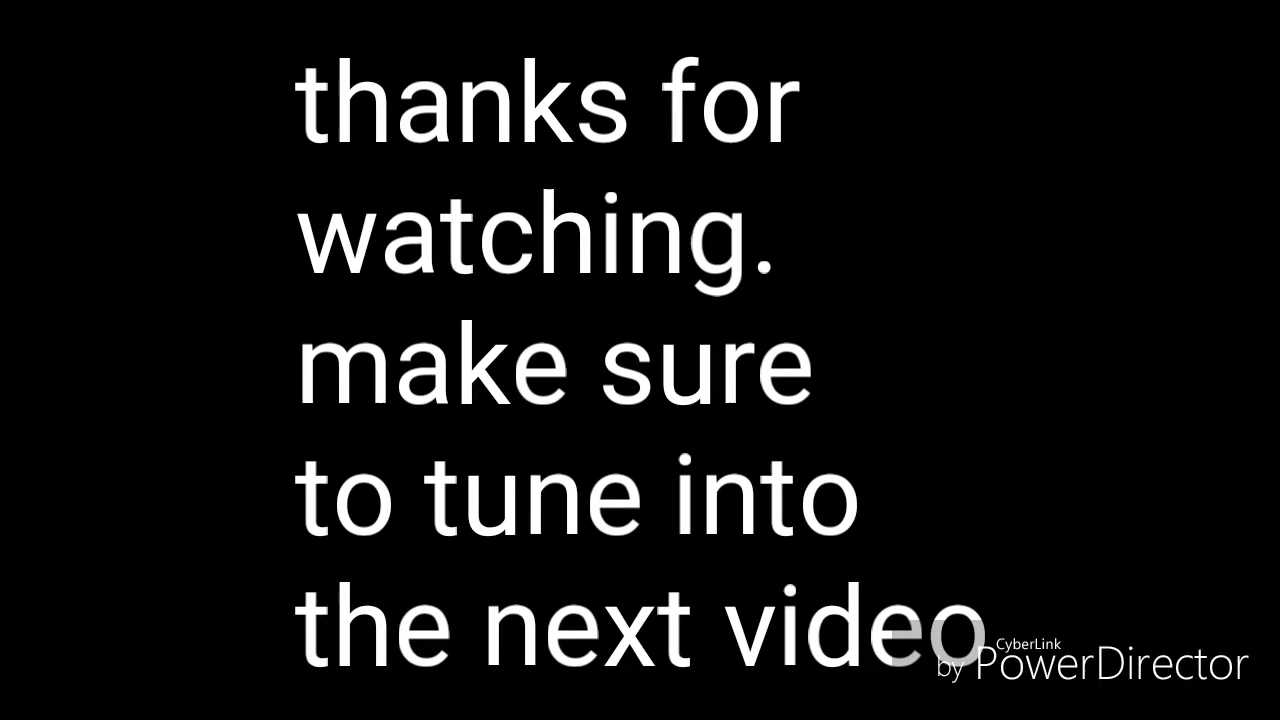 thanks for
watching.
make sure
to tune into
the next video
CyberLink
by PowerDirector